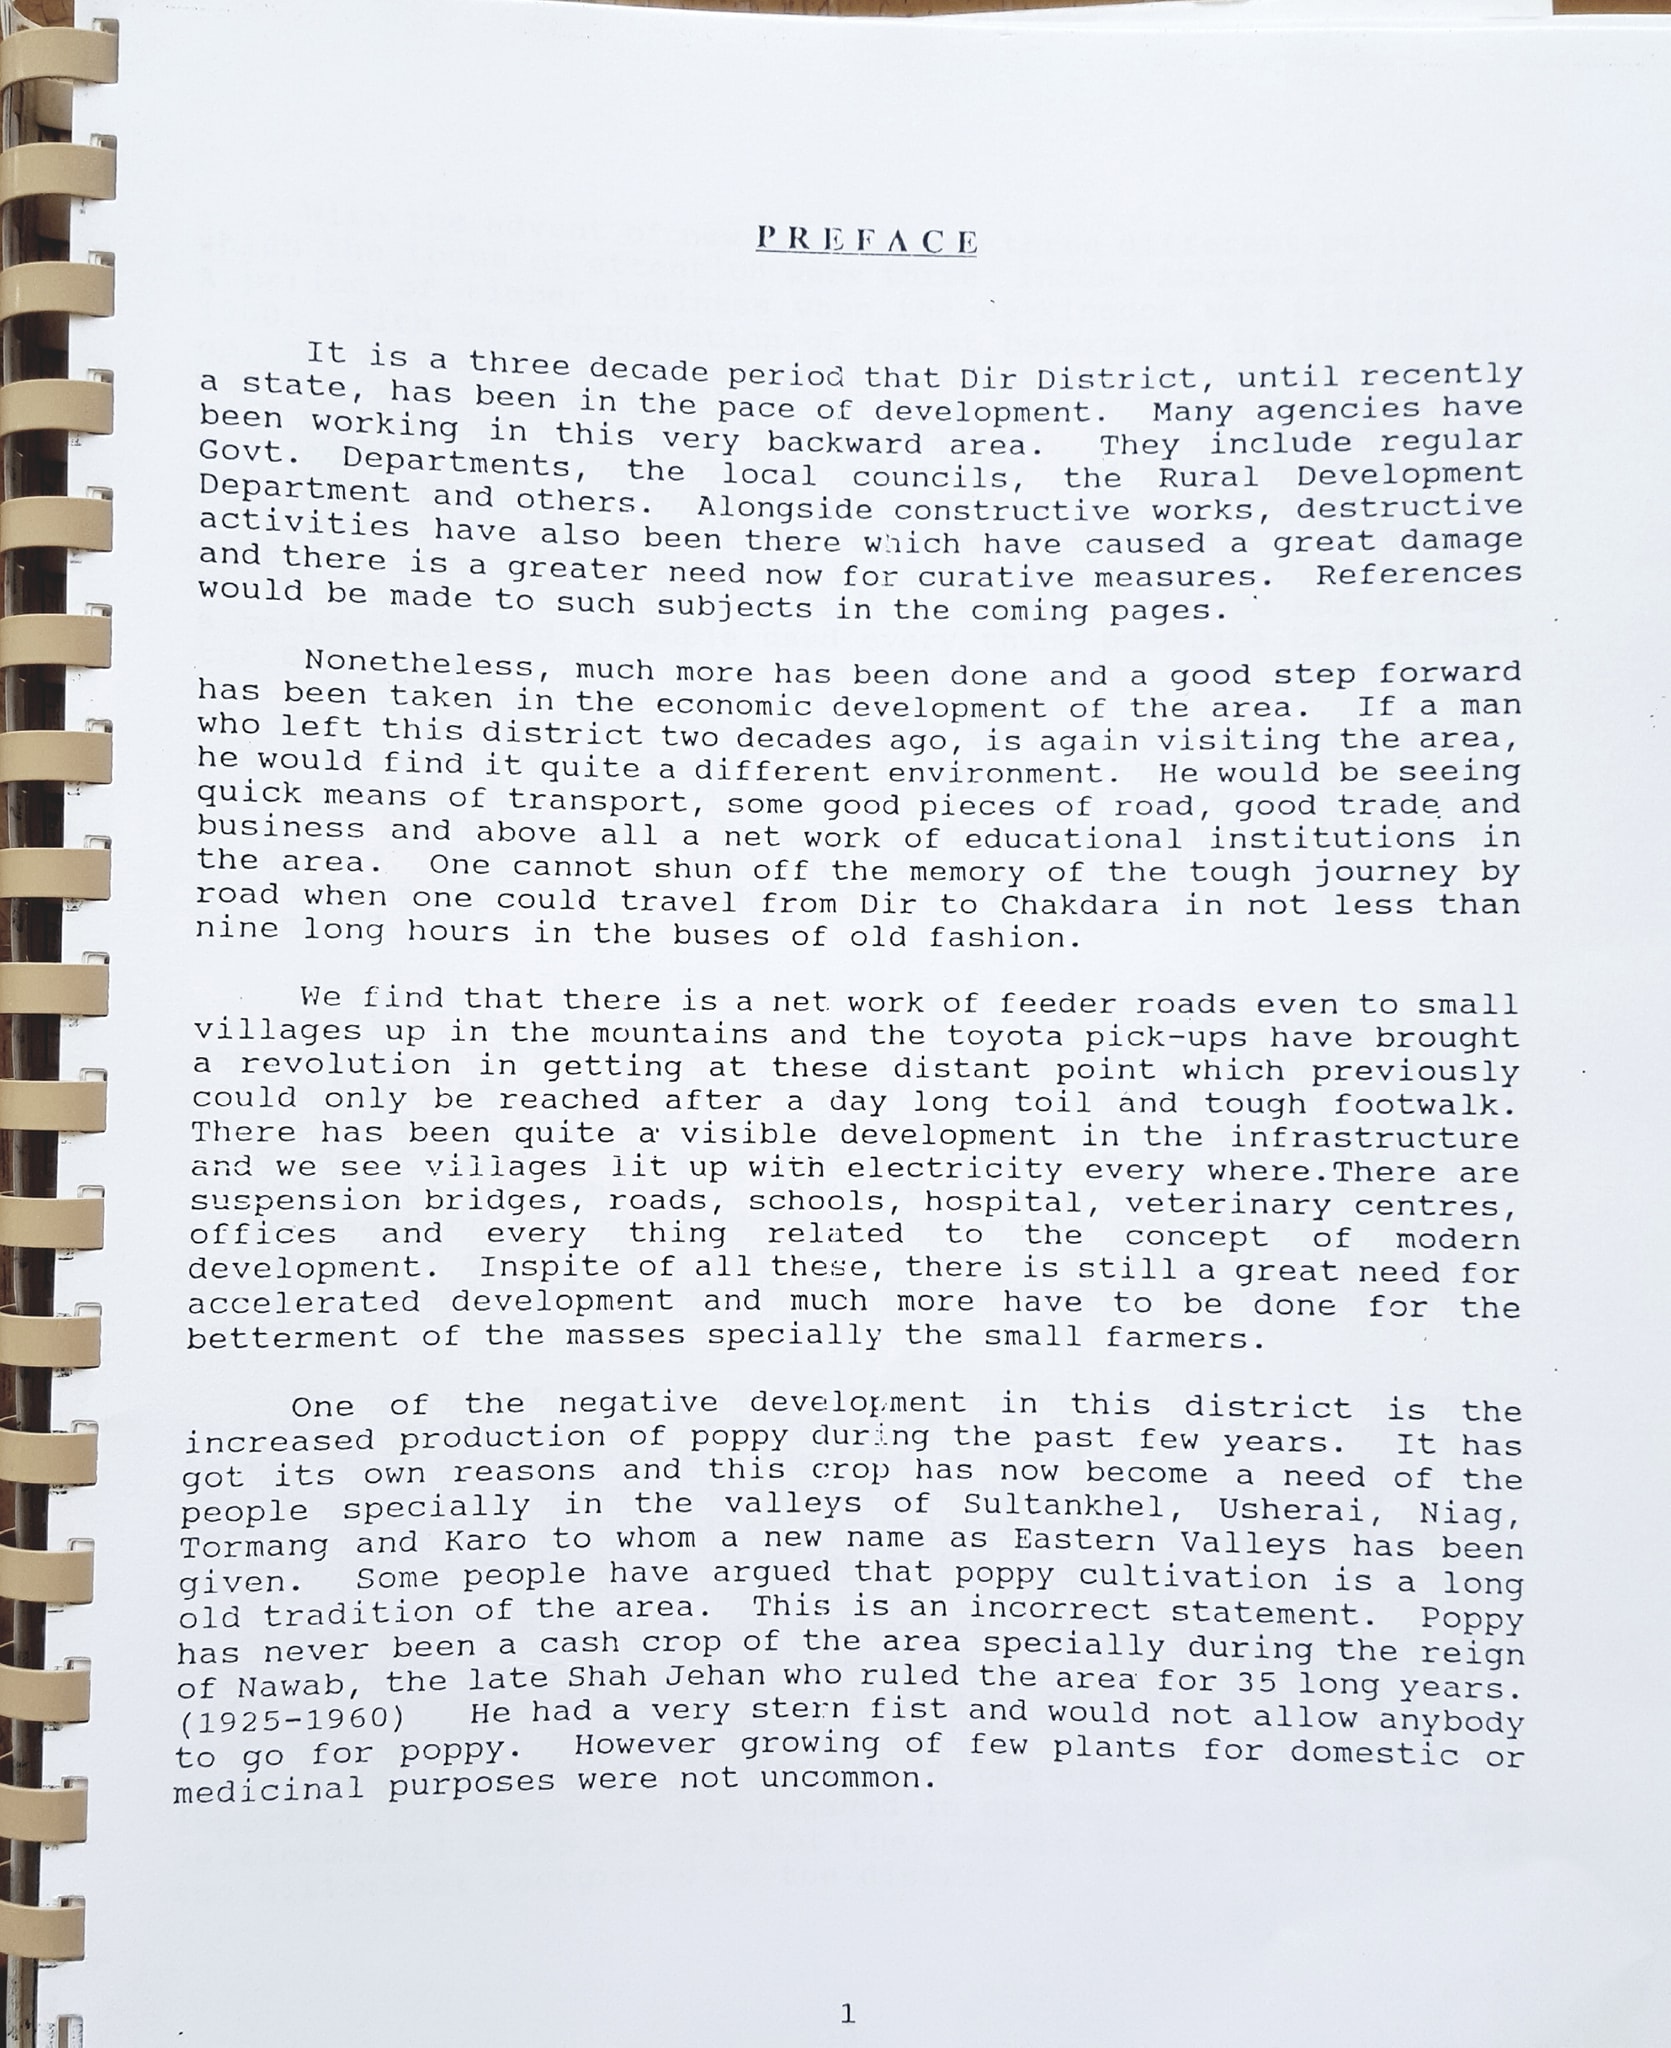 PREFACE
It is a three decade period that Dir District, until recently
a state, has been in the pace of development. Many agencies have
been working in this very backward area. They include regular
Govt. Departments, the local councils, the Rural Development
Department and others. Alongside constructive works, destructive
activities have also been there which have caused a great damage
and there is a greater need now for curative measures. References
would be made to such subjects in the coming pages.
Nonetheless, much more has been done and a good step forward
has been taken in the economic development of the area. If a man
who left this district two decades ago, is again visiting the area,
he would find it quite a different environment. He would be seeing
quick means of transport, some good pieces of road, good trade and
business and above all a net work of educational institutions in
the area. One cannot shun off the memory of the tough journey by
road when one could travel from Dir to Chakdara in not less than
nine long hours in the buses of old fashion.
We find that there is a net work of feeder roads even to small
villages up in the mountains and the toyota pick-ups have brought
a revolution in getting at these distant point which previously
could only be reached after a day long toil and tough footwalk.
There has been quite a visible development in the infrastructure
and we see villages lit up with electricity every where.There are
suspension bridges, roads, schools, hospital, veterinary centres,
offices and every thing related to the concept of modern
development. Inspite of all these, there is still a great need for
accelerated development and much more have to be done for the
betterment of the masses specially the small farmers.
One of the negative development in this district is the
increased production of poppy during the past few years. It has
got its own reasons and this crop has now become a need of the
people specially in the valleys of Sultankhel, Usherai, Niag,
Tormang and Karo to whom a new name as Eastern Valleys has been
given. Some people have argued that poppy cultivation is a long
old tradition of the area. This is an incorrect statement. Poppy
has never been a cash crop of the area specially during the reign
of Nawab, the late Shah Jehan who ruled the area for 35 long years.
(1925-1960) He had a very stern fist and would not allow anybody
to go for poppy. However growing of few plants for domestic or
medicinal purposes were not uncommon.
1